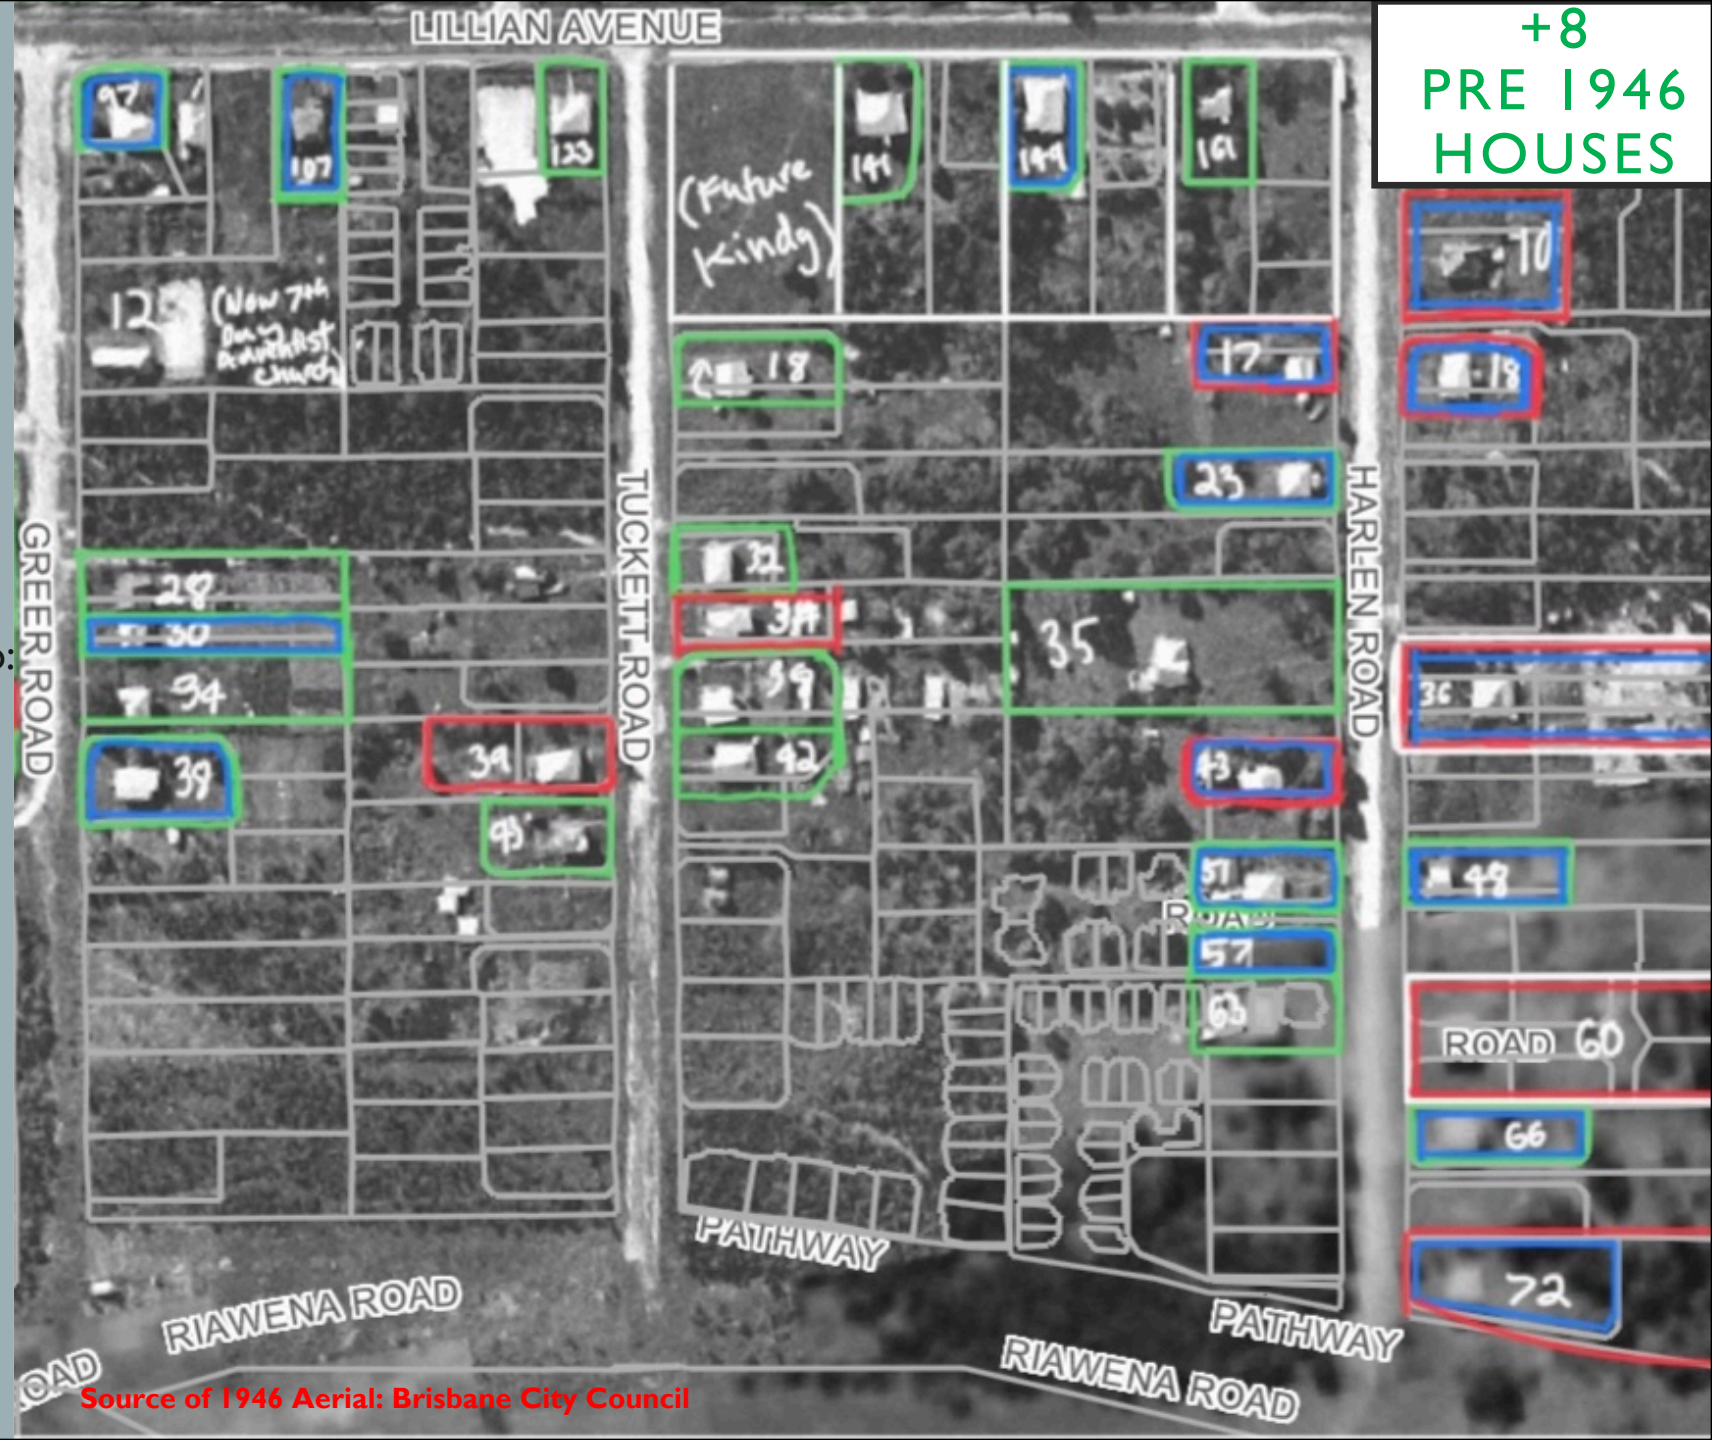 LILLIAN AVENUE
+8
PRE 1946
HOUSES
97
107
123
141
149
161
(Future
Kindg)
10
12
(Now 7th
Day
Adventist
Church)
18
17
18
23
GREER ROAD
TUCKETT ROAD
HARLEN ROAD
32
28
30
34
35
36
39
42
39
38
43
48
ROAD
57
63
ROAD 60
66
72
PATHWAY
RIAWENA ROAD
PATHWAY
RIAWENA ROAD
OAD
Source of 1946 Aerial: Brisbane City Council